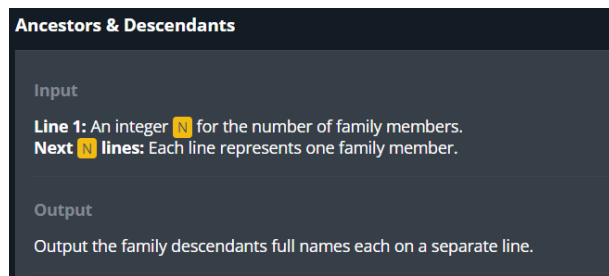 Ancestors & Descendants
Input
Line 1: An integer N for the number of family members.
Next N lines: Each line represents one family member.
Output
Output the family descendants full names each on a separate line.